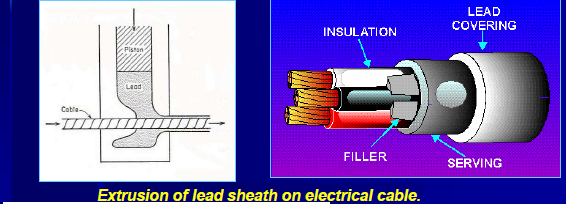 Piston
Lead
Cable
INSULATION
LEAD
COVERING
FILLER
SERVING
Extrusion of lead sheath on electrical cable.